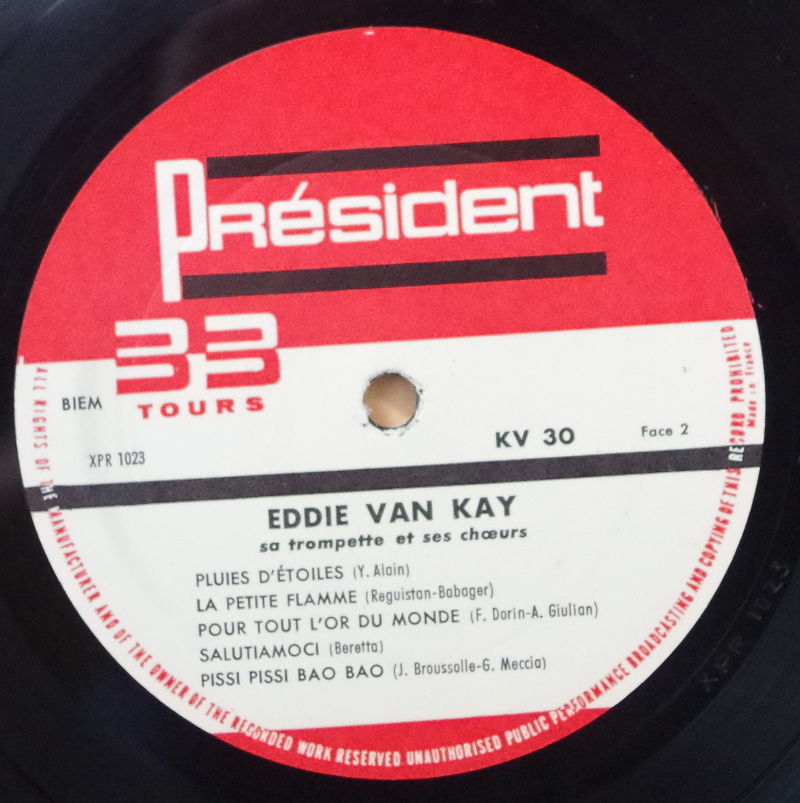 Président
33
TOURS
BIEM
KV 30
Face 2
XPR 1023
EDDIE VAN KAY
sa trompette et ses chœurs
PLUIES D'ÉTOILES (Y. Alain)
LA PETITE FLAMME (Reguistan-Babager)
POUR TOUT L'OR DU MONDE (F. Dorin-A. Giulian)
SALUTIAMOCI (Beretta)
PISSI PISSI BAO BAO (J. Broussolle-G. Meccia)
ALL RIGHTS OF THE MANUFACTURER AND OF THE OWNER OF THE RECORDED WORK RESERVED UNAUTHORISED PUBLIC PERFORMANCE BROADCASTING AND COPYING OF THIS RECORD PROHIBITED
Made in France
XPR 1023